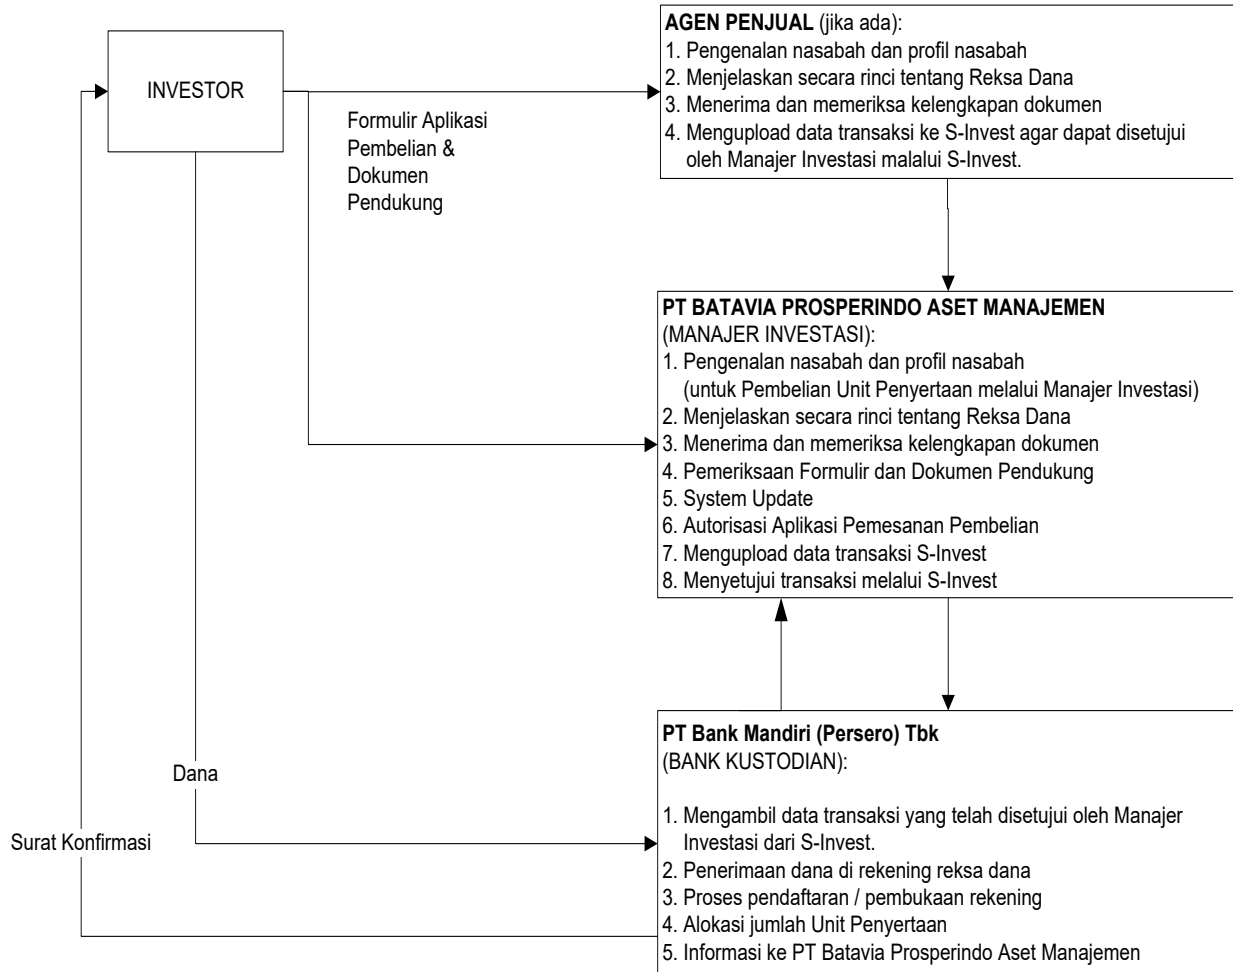 AGEN PENJUAL (jika ada):
1. Pengenalan nasabah dan profil nasabah
2. Menjelaskan secara rinci tentang Reksa Dana
3. Menerima dan memeriksa kelengkapan dokumen
4. Mengupload data transaksi ke S-Invest agar dapat disetujui
oleh Manajer Investasi malalui S-Invest.
INVESTOR
Formulir Aplikasi
Pembelian &
Dokumen
Pendukung
PT BATAVIA PROSPERINDO ASET MANAJEMEN
(MANAJER INVESTASI):
1. Pengenalan nasabah dan profil nasabah
(untuk Pembelian Unit Penyertaan melalui Manajer Investasi)
2. Menjelaskan secara rinci tentang Reksa Dana
3. Menerima dan memeriksa kelengkapan dokumen
4. Pemeriksaan Formulir dan Dokumen Pendukung
5. System Update
6. Autorisasi Aplikasi Pemesanan Pembelian
7. Mengupload data transaksi S-Invest
8. Menyetujui transaksi melalui S-Invest
Dana
Surat Konfirmasi
PT Bank Mandiri (Persero) Tbk
(BANK KUSTODIAN):
1. Mengambil data transaksi yang telah disetujui oleh Manajer
Investasi dari S-Invest.
2. Penerimaan dana di rekening reksa dana
3. Proses pendaftaran / pembukaan rekening
4. Alokasi jumlah Unit Penyertaan
5. Informasi ke PT Batavia Prosperindo Aset Manajemen